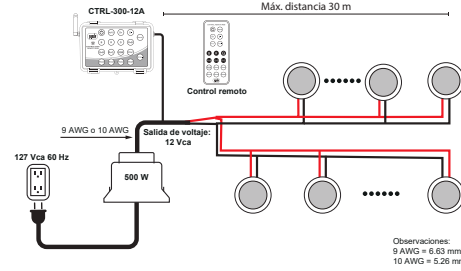 CTRL-300-12A
Máx. distancia 30 m
Control remoto
9 AWG o 10 AWG
Salida de voltaje:
12 Vca
127 Vca 60 Hz
500 W
Observaciones:
9 AWG = 6.63 mm
10 AWG = 5.26 mm